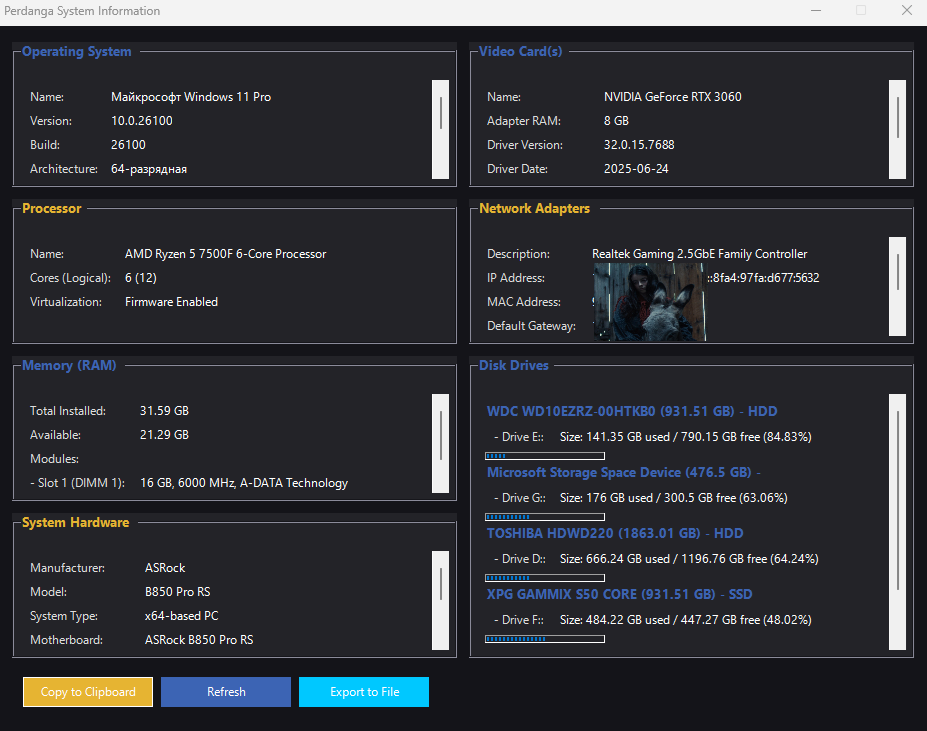 Perdanga System Information
Operating System
Name: Майкрософт Windows 11 Pro
Version: 10.0.26100
Build: 26100
Architecture: 64-разрядная
Video Card(s)
Name: NVIDIA GeForce RTX 3060
Adapter RAM: 8 GB
Driver Version: 32.0.15.7688
Driver Date: 2025-06-24
Processor
Name: AMD Ryzen 5 7500F 6-Core Processor
Cores (Logical): 6 (12)
Virtualization: Firmware Enabled
Network Adapters
Description: Realtek Gaming 2.5GbE Family Controller
IP Address: ::8fa4:97fa:d677:5632
MAC Address:
Default Gateway:
Memory (RAM)
Total Installed: 31.59 GB
Available: 21.29 GB
Modules:
- Slot 1 (DIMM 1): 16 GB, 6000 MHz, A-DATA Technology
System Hardware
Manufacturer: ASRock
Model: B850 Pro RS
System Type: x64-based PC
Motherboard: ASRock B850 Pro RS
Disk Drives
WDC WD10EZRZ-00HTKB0 (931.51 GB) - HDD
- Drive E:: Size: 141.35 GB used / 790.15 GB free (84.83%)
Microsoft Storage Space Device (476.5 GB) -
- Drive G:: Size: 176 GB used / 300.5 GB free (63.06%)
TOSHIBA HDWD220 (1863.01 GB) - HDD
- Drive D:: Size: 666.24 GB used / 1196.76 GB free (64.24%)
XPG GAMMIX S50 CORE (931.51 GB) - SSD
- Drive F:: Size: 484.22 GB used / 447.27 GB free (48.02%)
Copy to Clipboard
Refresh
Export to File